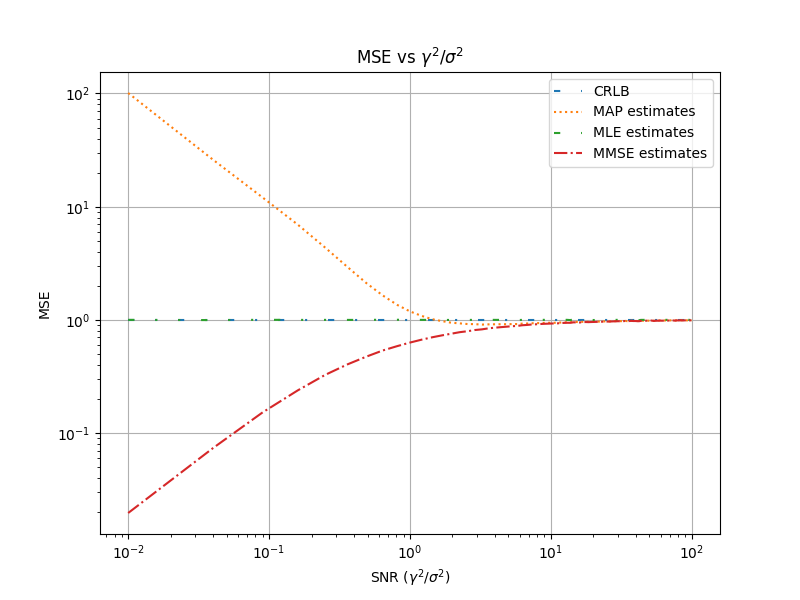 MSE vs γ²/σ²
CRLB
MAP estimates
MLE estimates
MMSE estimates
10²
10¹
10⁰
10⁻¹
MSE
10⁻² 10⁻¹ 10⁰ 10¹ 10²
SNR (γ²/σ²)